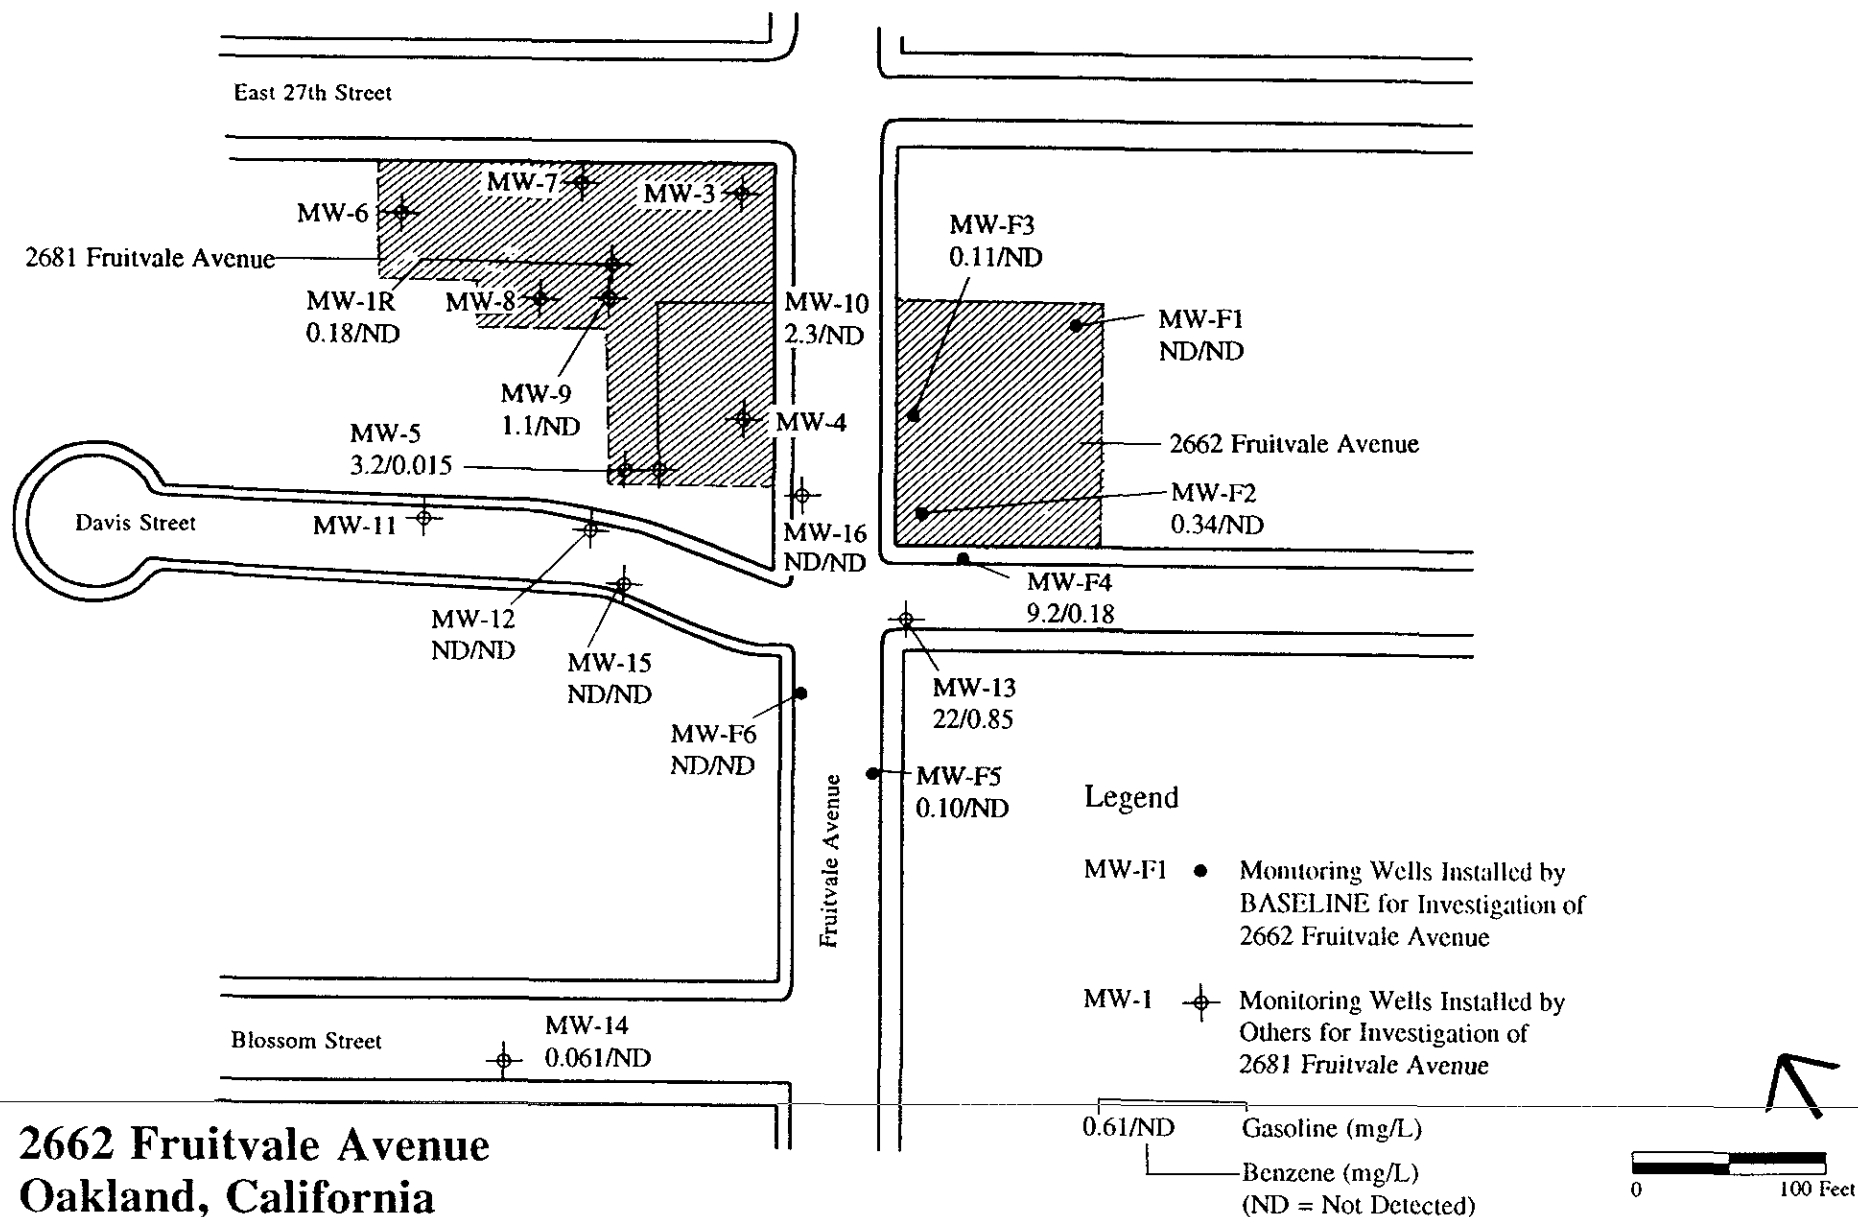 East 27th Street
MW-7
MW-3
MW-6
2681 Fruitvale Avenue
MW-1R
0.18/ND
MW-8
MW-10
2.3/ND
MW-9
1.1/ND
MW-4
MW-5
3.2/0.015
MW-F3
0.11/ND
MW-F1
ND/ND
2662 Fruitvale Avenue
MW-F2
0.34/ND
Davis Street
MW-11
MW-16
ND/ND
MW-F4
9.2/0.18
MW-12
ND/ND
MW-15
ND/ND
MW-13
22/0.85
MW-F6
ND/ND
MW-F5
0.10/ND
Fruitvale Avenue
Legend
MW-F1 Monitoring Wells Installed by
BASELINE for Investigation of
2662 Fruitvale Avenue
MW-1 Monitoring Wells Installed by
Others for Investigation of
2681 Fruitvale Avenue
Blossom Street
MW-14
0.061/ND
0.61/ND Gasoline (mg/L)
Benzene (mg/L)
(ND = Not Detected)
0 100 Feet
2662 Fruitvale Avenue
Oakland, California